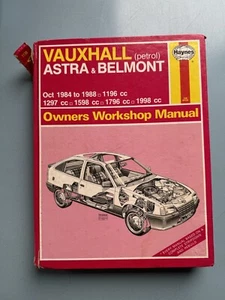 VAUXHALL (petrol)
ASTRA & BELMONT
Haynes
Oct 1984 to 1988 □ 1196 cc
1297 cc □ 1598 cc □ 1796 cc □ 1998 cc
Owners Workshop Manual